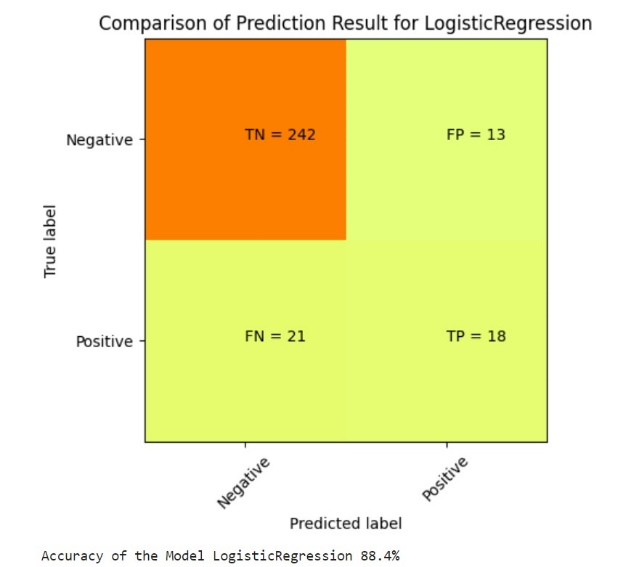 Comparison of Prediction Result for LogisticRegression
Negative
TN = 242
FP = 13
True label
Positive
FN = 21
TP = 18
Negative
Positive
Predicted label
Accuracy of the Model LogisticRegression 88.4%